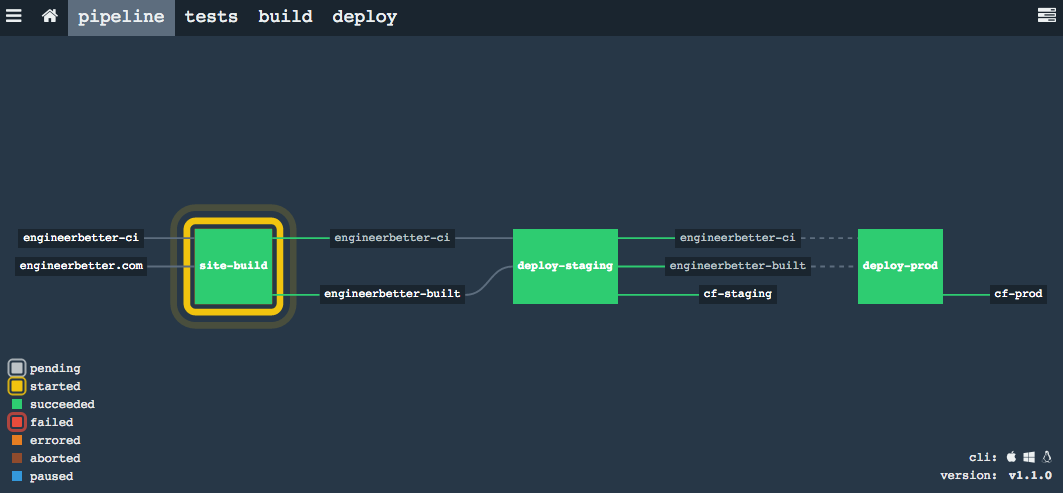 pipeline tests build deploy
engineerbetter-ci engineerbetter-ci engineerbetter-ci
engineerbetter.com site-build deploy-staging engineerbetter-built deploy-prod
engineerbetter-built cf-staging cf-prod
pending
started
succeeded
failed
errored
aborted
paused
cli:
version: v1.1.0